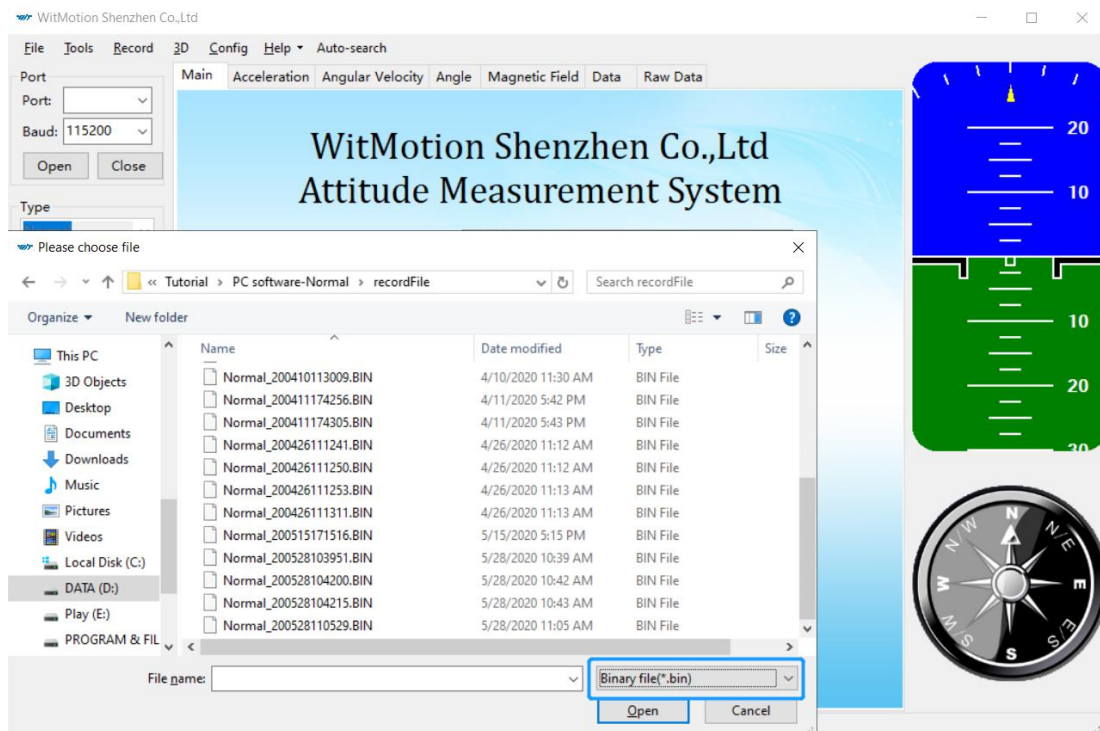 WitMotion Shenzhen Co.,Ltd
File Tools Record 3D Config Help Auto-search
Port
Port:
Baud: 115200
Open Close
Type
Main Acceleration Angular Velocity Angle Magnetic Field Data Raw Data
WitMotion Shenzhen Co.,Ltd
Attitude Measurement System
20
10
10
20
30
N
N/E
E
S/E
S
W/S
W
N/W
Please choose file
« Tutorial › PC software-Normal › recordFile
Search recordFile
Organize New folder
This PC
3D Objects
Desktop
Documents
Downloads
Music
Pictures
Videos
Local Disk (C:)
DATA (D:)
Play (E:)
PROGRAM & FIL
Name Date modified Type Size
Normal_200410113009.BIN 4/10/2020 11:30 AM BIN File
Normal_200411174256.BIN 4/11/2020 5:42 PM BIN File
Normal_200411174305.BIN 4/11/2020 5:43 PM BIN File
Normal_200426111241.BIN 4/26/2020 11:12 AM BIN File
Normal_200426111250.BIN 4/26/2020 11:12 AM BIN File
Normal_200426111253.BIN 4/26/2020 11:13 AM BIN File
Normal_200426111311.BIN 4/26/2020 11:13 AM BIN File
Normal_200515171516.BIN 5/15/2020 5:15 PM BIN File
Normal_200528103951.BIN 5/28/2020 10:39 AM BIN File
Normal_200528104200.BIN 5/28/2020 10:42 AM BIN File
Normal_200528104215.BIN 5/28/2020 10:43 AM BIN File
Normal_200528110529.BIN 5/28/2020 11:05 AM BIN File
File name:
Binary file(*.bin)
Open Cancel